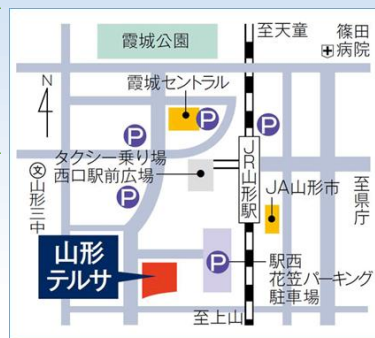 至天童
篠田
病院
霞城公園
N
霞城セントラル
P
P
P
タクシー乗り場
西口駅前広場
JR山形駅
JA山形市
至県庁
文
山形三中
P
山形
テルサ
P
駅西
花笠パーキング
駐車場
至上山